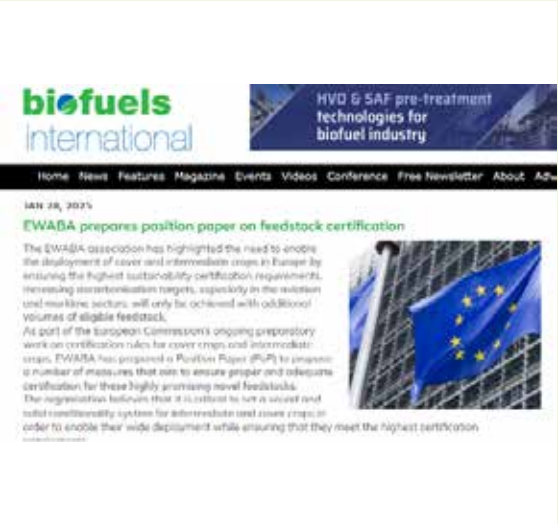 biofuels
international
HVO & SAF pre-treatment
technologies for
biofuel industry
Home News Features Magazine Events Videos Conference Free Newsletter About
JAN 28, 2025
EWABA prepares position paper on feedstock certification
The EWABA association has highlighted the need to enable
the deployment of cover and intermediate crops in Europe by
ensuring the highest sustainability certification requirements.
Increasing decarbonisation targets, especially in the aviation
and maritime sectors, will only be achieved with additional
volumes of eligible feedstock.
As part of the European Commission's ongoing preparatory
work on certification rules for cover crops and intermediate
crops, EWABA has prepared a Position Paper (PoP) to propose
a number of measures that aim to ensure proper and adequate
certification for these highly promising novel feedstocks.
The organisation believes that it is critical to set a sound and
solid conditionality system for intermediate and cover crops in
order to enable their wide deployment while ensuring that they meet the highest certification